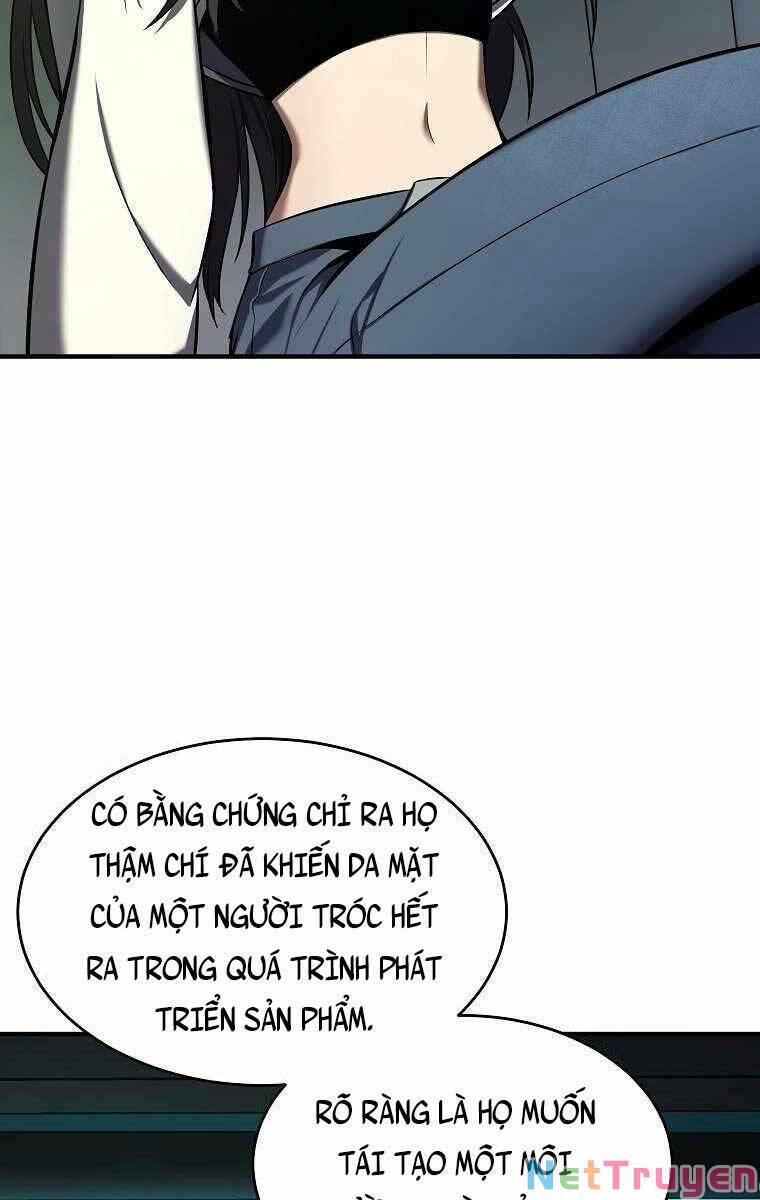 CÓ BẰNG CHỨNG CHỈ RA HỌ
THẬM CHÍ ĐÃ KHIẾN DA MẶT
CỦA MỘT NGƯỜI TRÓC HẾT
RA TRONG QUÁ TRÌNH PHÁT
TRIỂN SẢN PHẨM.
RÕ RÀNG LÀ HỌ MUỐN
TÁI TẠO MỘT MÔI
NetTruyen